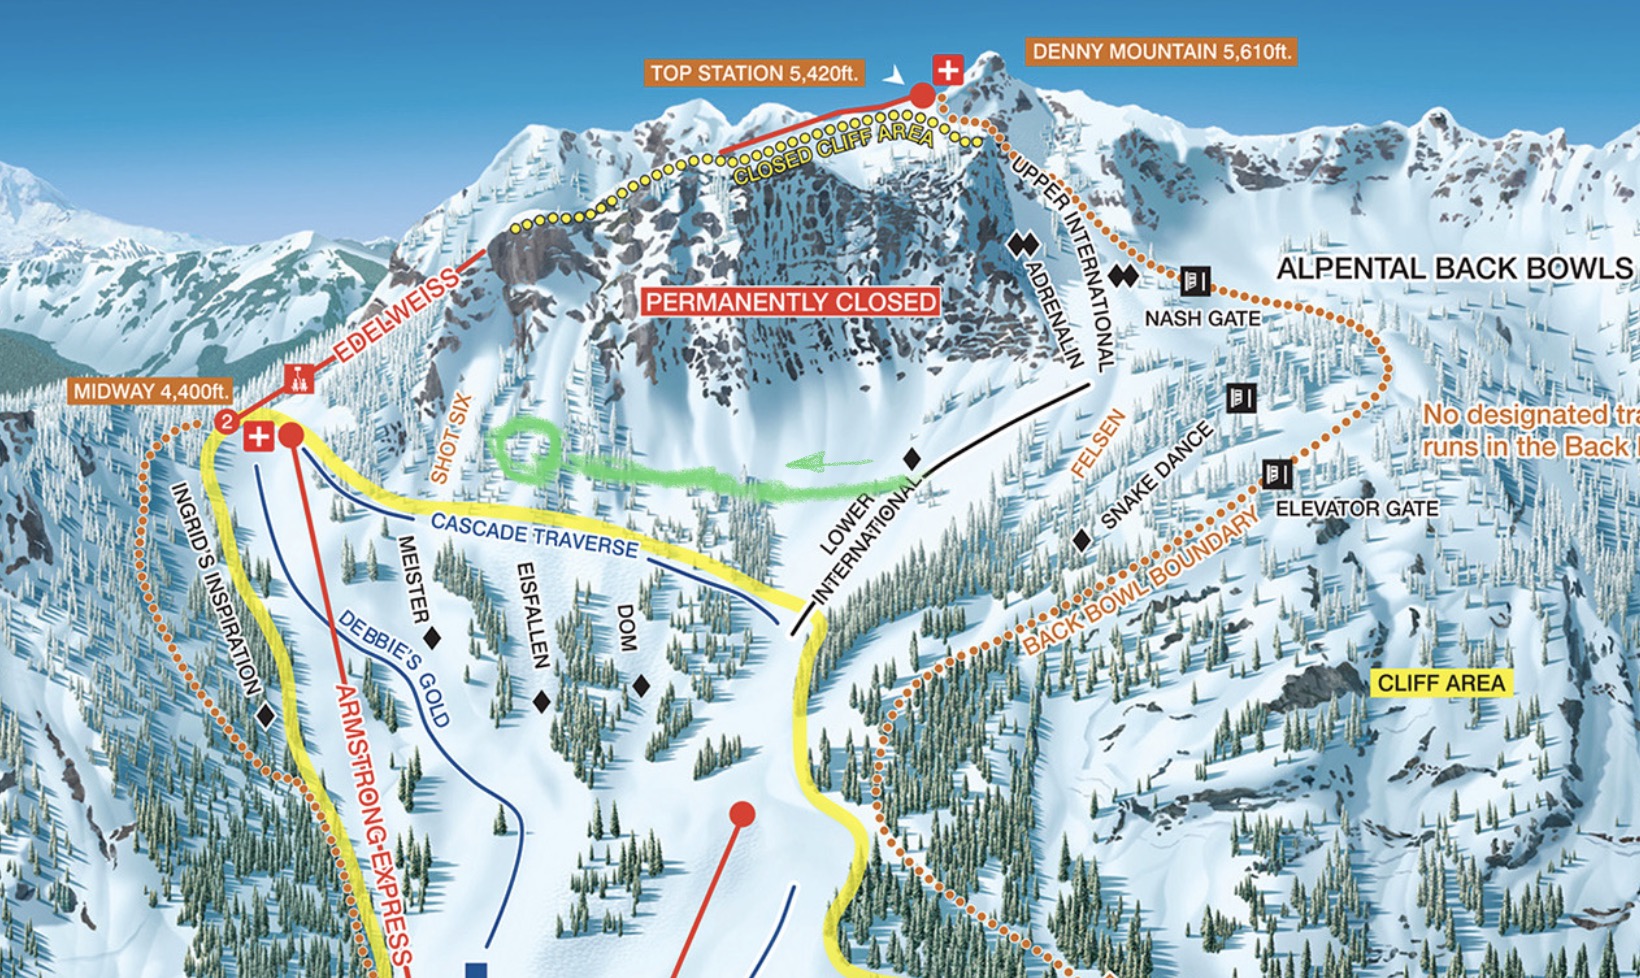 DENNY MOUNTAIN 5,610ft.
TOP STATION 5,420ft.
CLOSED CLIFF AREA
UPPER INTERNATIONAL
ADRENALIN
ALPENTAL BACK BOWLS
PERMANENTLY CLOSED
NASH GATE
EDELWEISS
MIDWAY 4,400ft.
2
SHOT SIX
FELSEN
SNAKE DANCE
No designated
runs in the Back
ELEVATOR GATE
LOWER
INTERNATIONAL
CASCADE TRAVERSE
INGRID'S INSPIRATION
MEISTER
EISFALLEN
DOM
DEBBIE'S GOLD
BACK BOWL BOUNDARY
CLIFF AREA
ARMSTRONG EXPRESS